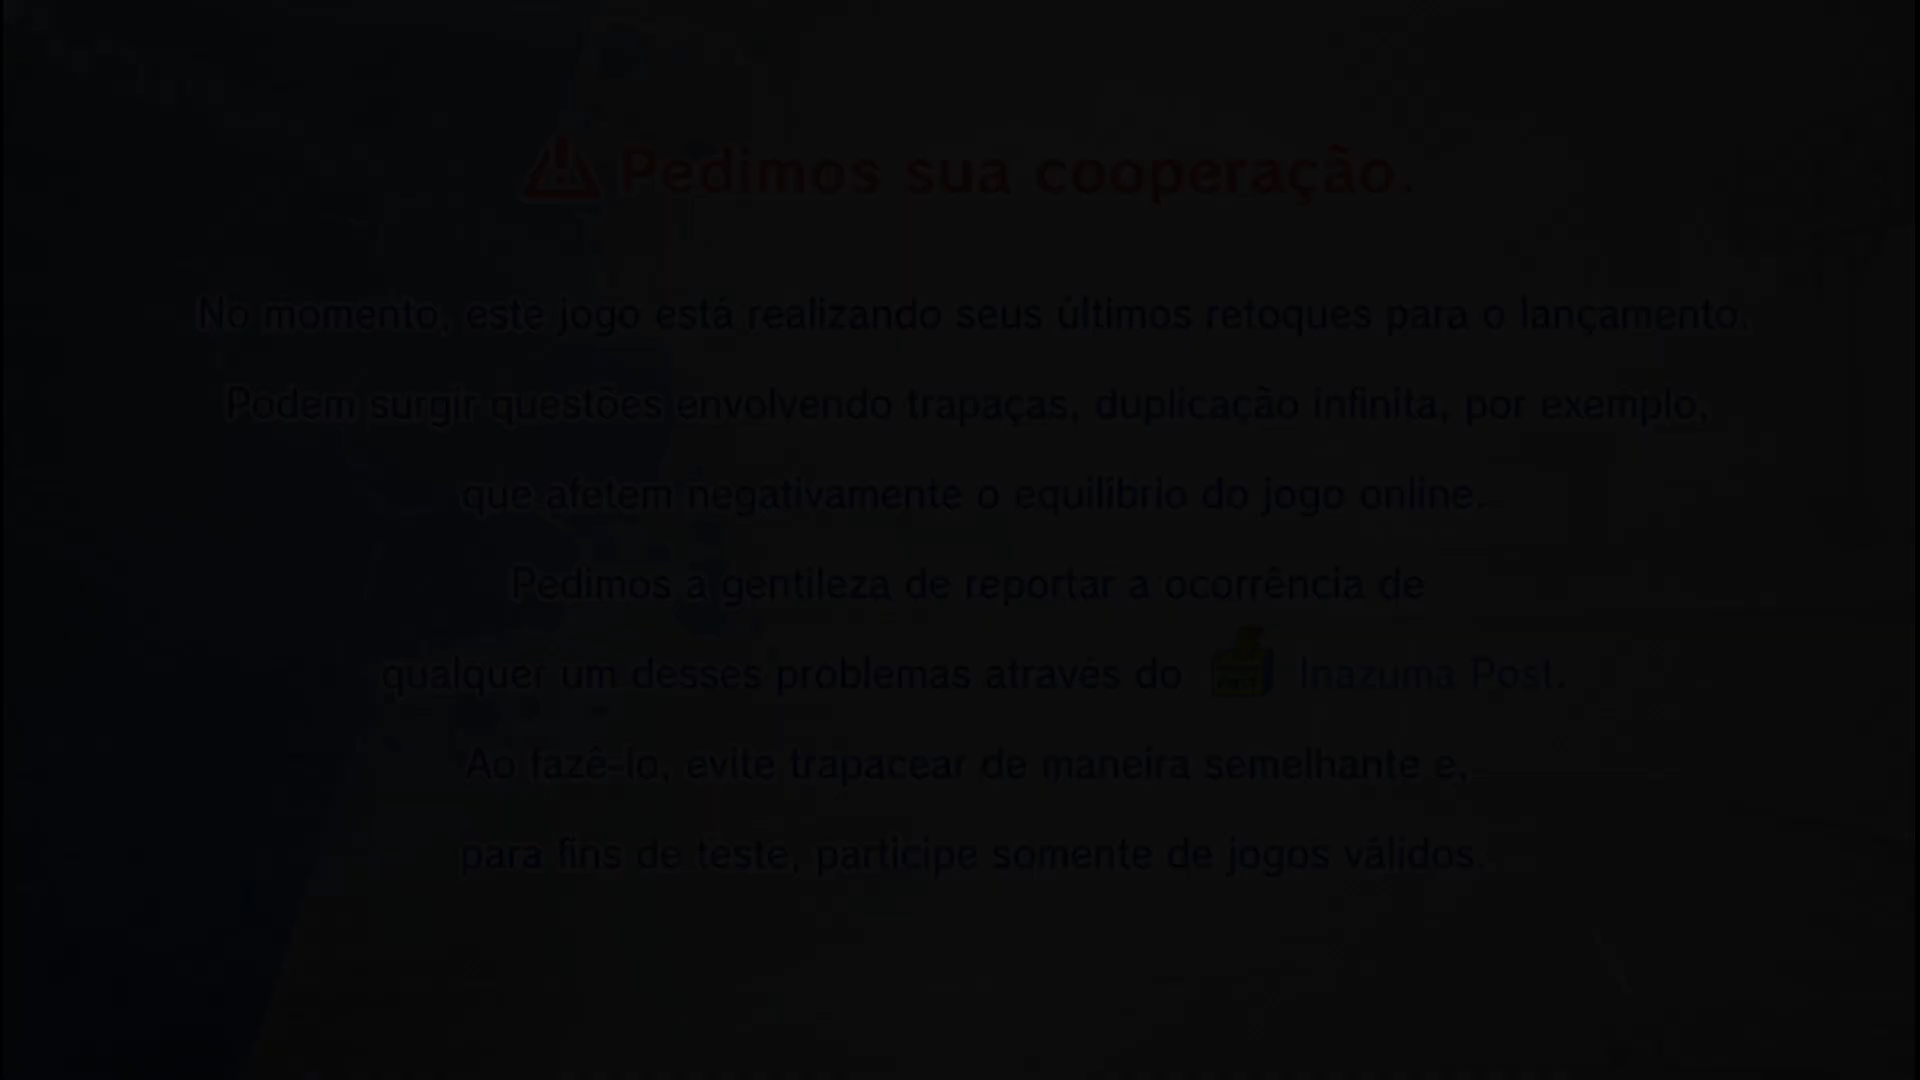 Pedimos sua cooperação.
No momento, este jogo está realizando seus últimos retoques para o lançamento.
Podem surgir questões envolvendo trapaças, duplicação infinita, por exemplo,
que afetem negativamente o equilíbrio do jogo online.
Pedimos a gentileza de reportar a ocorrência de
qualquer um desses problemas através do Inazuma Post.
Ao fazê-lo, evite trapacear de maneira semelhante e,
para fins de teste, participe somente de jogos válidos.